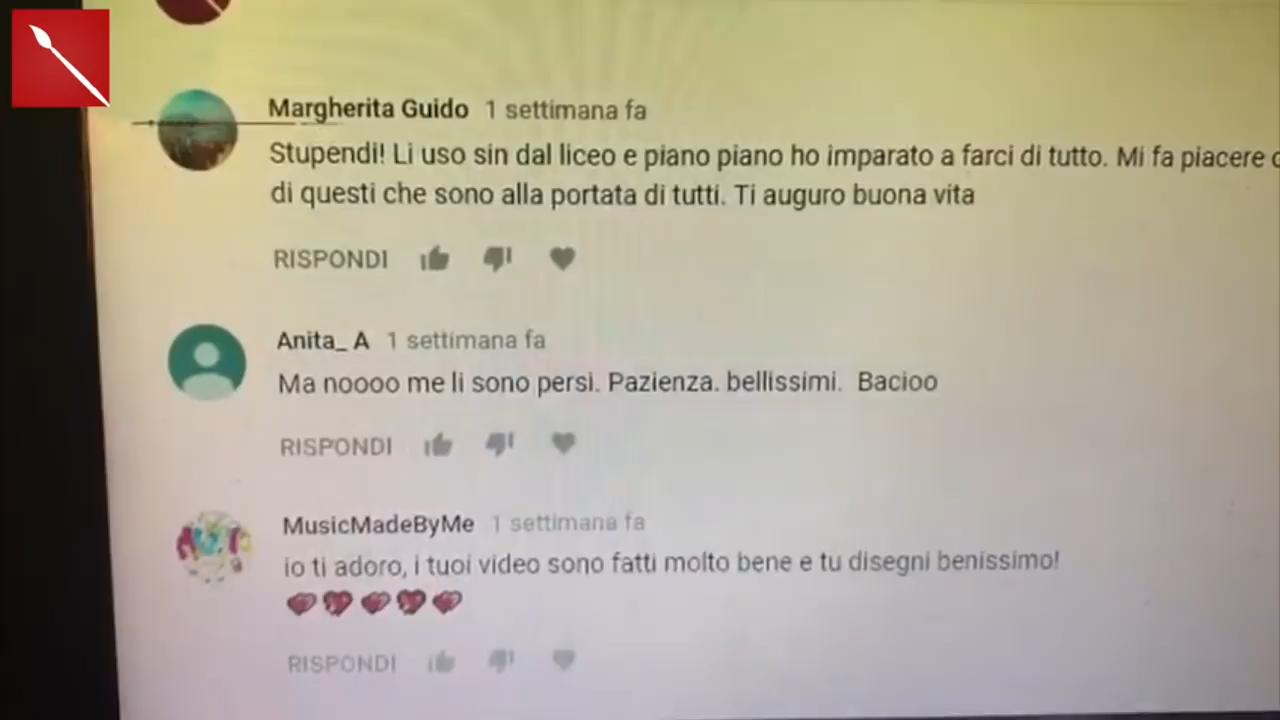 Margherita Guido 1 settimana fa
Stupendi! Li uso sin dal liceo e piano piano ho imparato a farci di tutto. Mi fa piacere
di questi che sono alla portata di tutti. Ti auguro buona vita
RISPONDI
Anita_ A 1 settimana fa
Ma noooo me li sono persi. Pazienza. bellissimi. Bacioo
RISPONDI
MusicMadeByMe 1 settimana fa
io ti adoro, i tuoi video sono fatti molto bene e tu disegni benissimo!
💞💞💞💞💞
RISPONDI